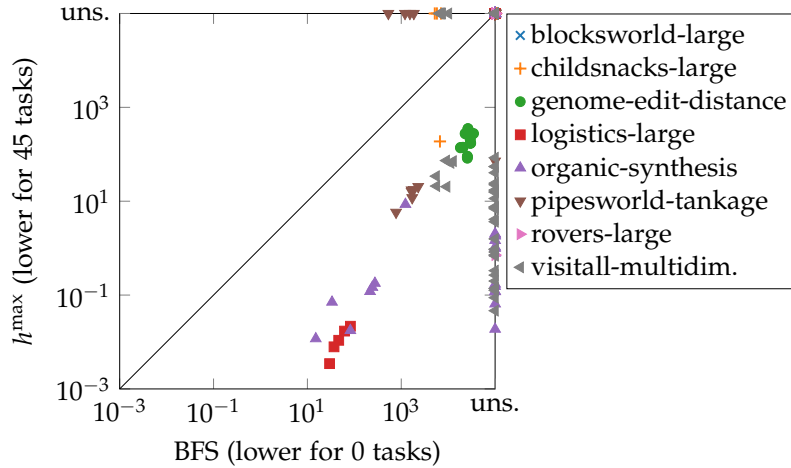 uns.
10^3
10^1
10^−1
10^−3
h^max (lower for 45 tasks)
10^−3 10^−1 10^1 10^3 uns.
BFS (lower for 0 tasks)
blocksworld-large
childsnacks-large
genome-edit-distance
logistics-large
organic-synthesis
pipesworld-tankage
rovers-large
visitall-multidim.